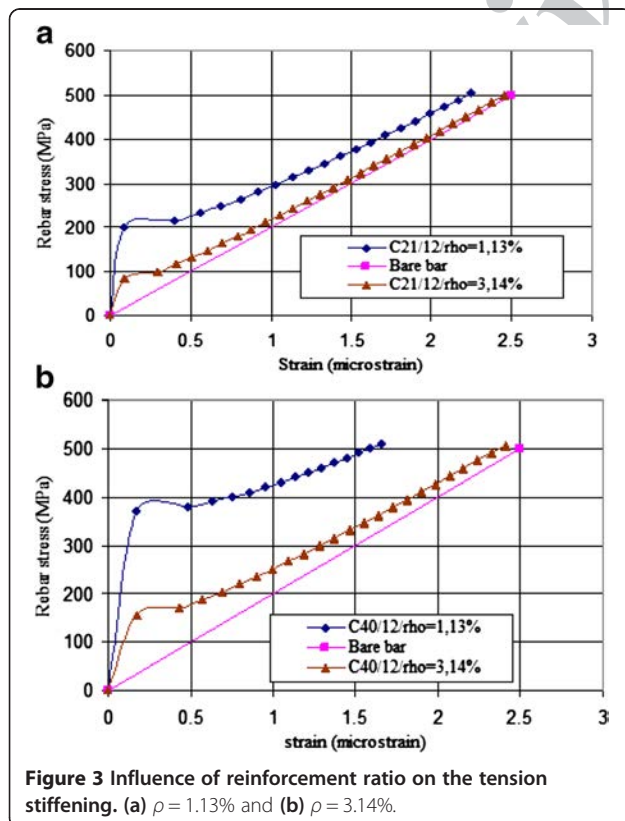 a
600
500
400
300
200
100
0
Rebar stress (MPa)
C21/12/rho=1,13%
Bare bar
C21/12/rho=3,14%
0 0.5 1 1.5 2 2.5 3
Strain (microstrain)
b
600
500
400
300
200
100
0
Rebar stress (MPa)
C40/12/rho=1,13%
Bare bar
C40/12/rho=3,14%
0 0.5 1 1.5 2 2.5 3
strain (microstrain)
Figure 3 Influence of reinforcement ratio on the tension
stiffening. (a) ρ = 1.13% and (b) ρ = 3.14%.